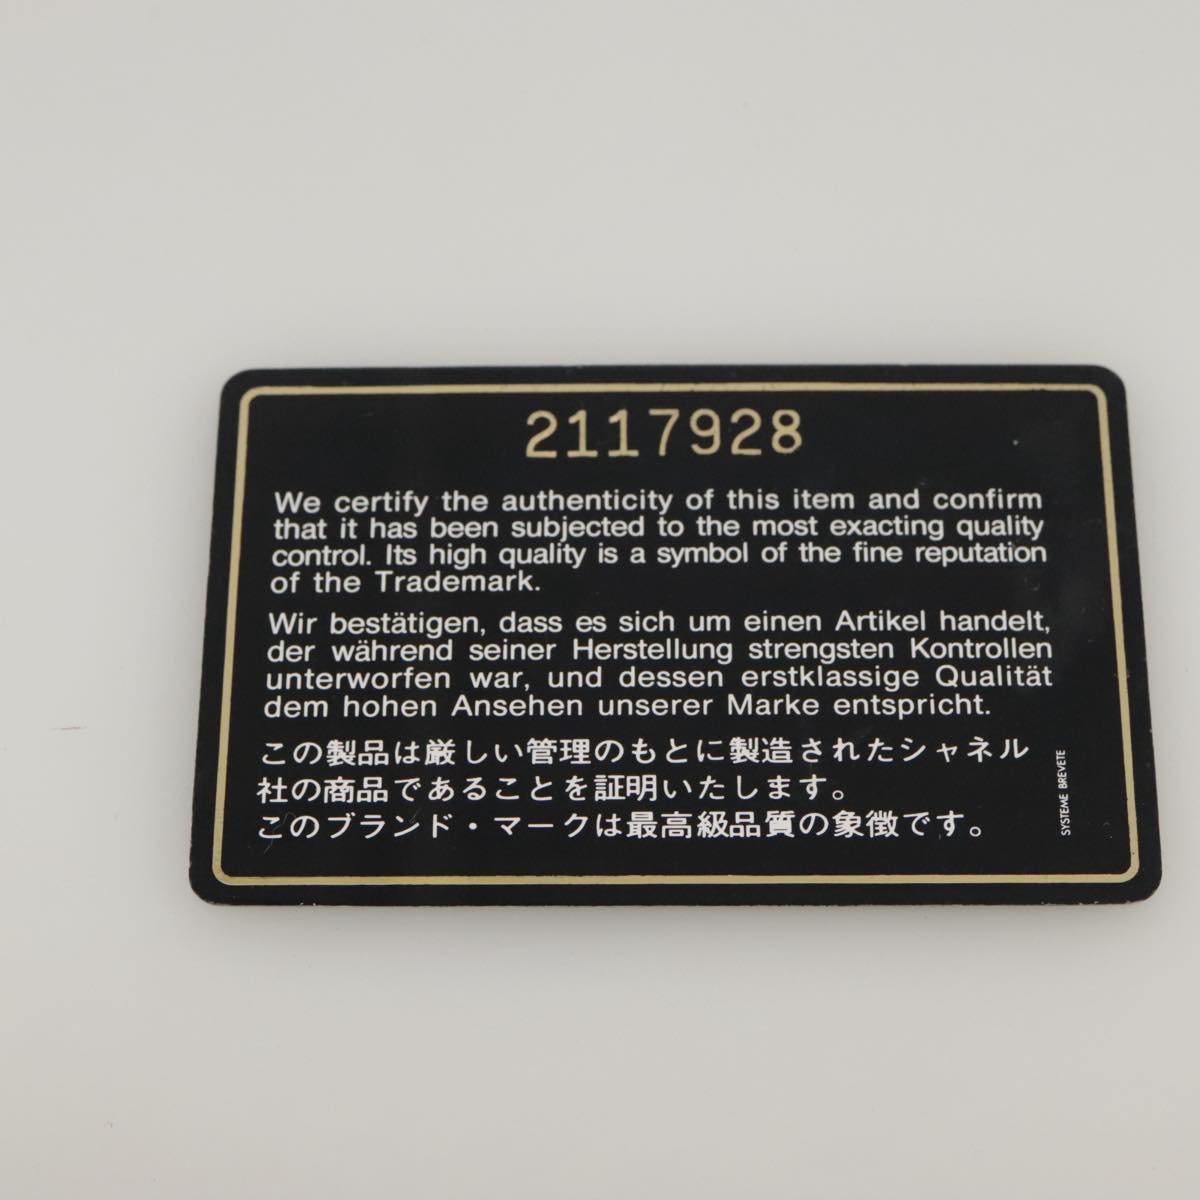 2117928
We certify the authenticity of this item and confirm
that it has been subjected to the most exacting quality
control. Its high quality is a symbol of the fine reputation
of the Trademark.
Wir bestätigen, dass es sich um einen Artikel handelt,
der während seiner Herstellung strengsten Kontrollen
unterworfen war, und dessen erstklassige Qualität
dem hohen Ansehen unserer Marke entspricht.
この製品は厳しい管理のもとに製造されたシャネル
社の商品であることを証明いたします。
このブランド・マークは最高級品質の象徴です。
SYSTEME BREVETE